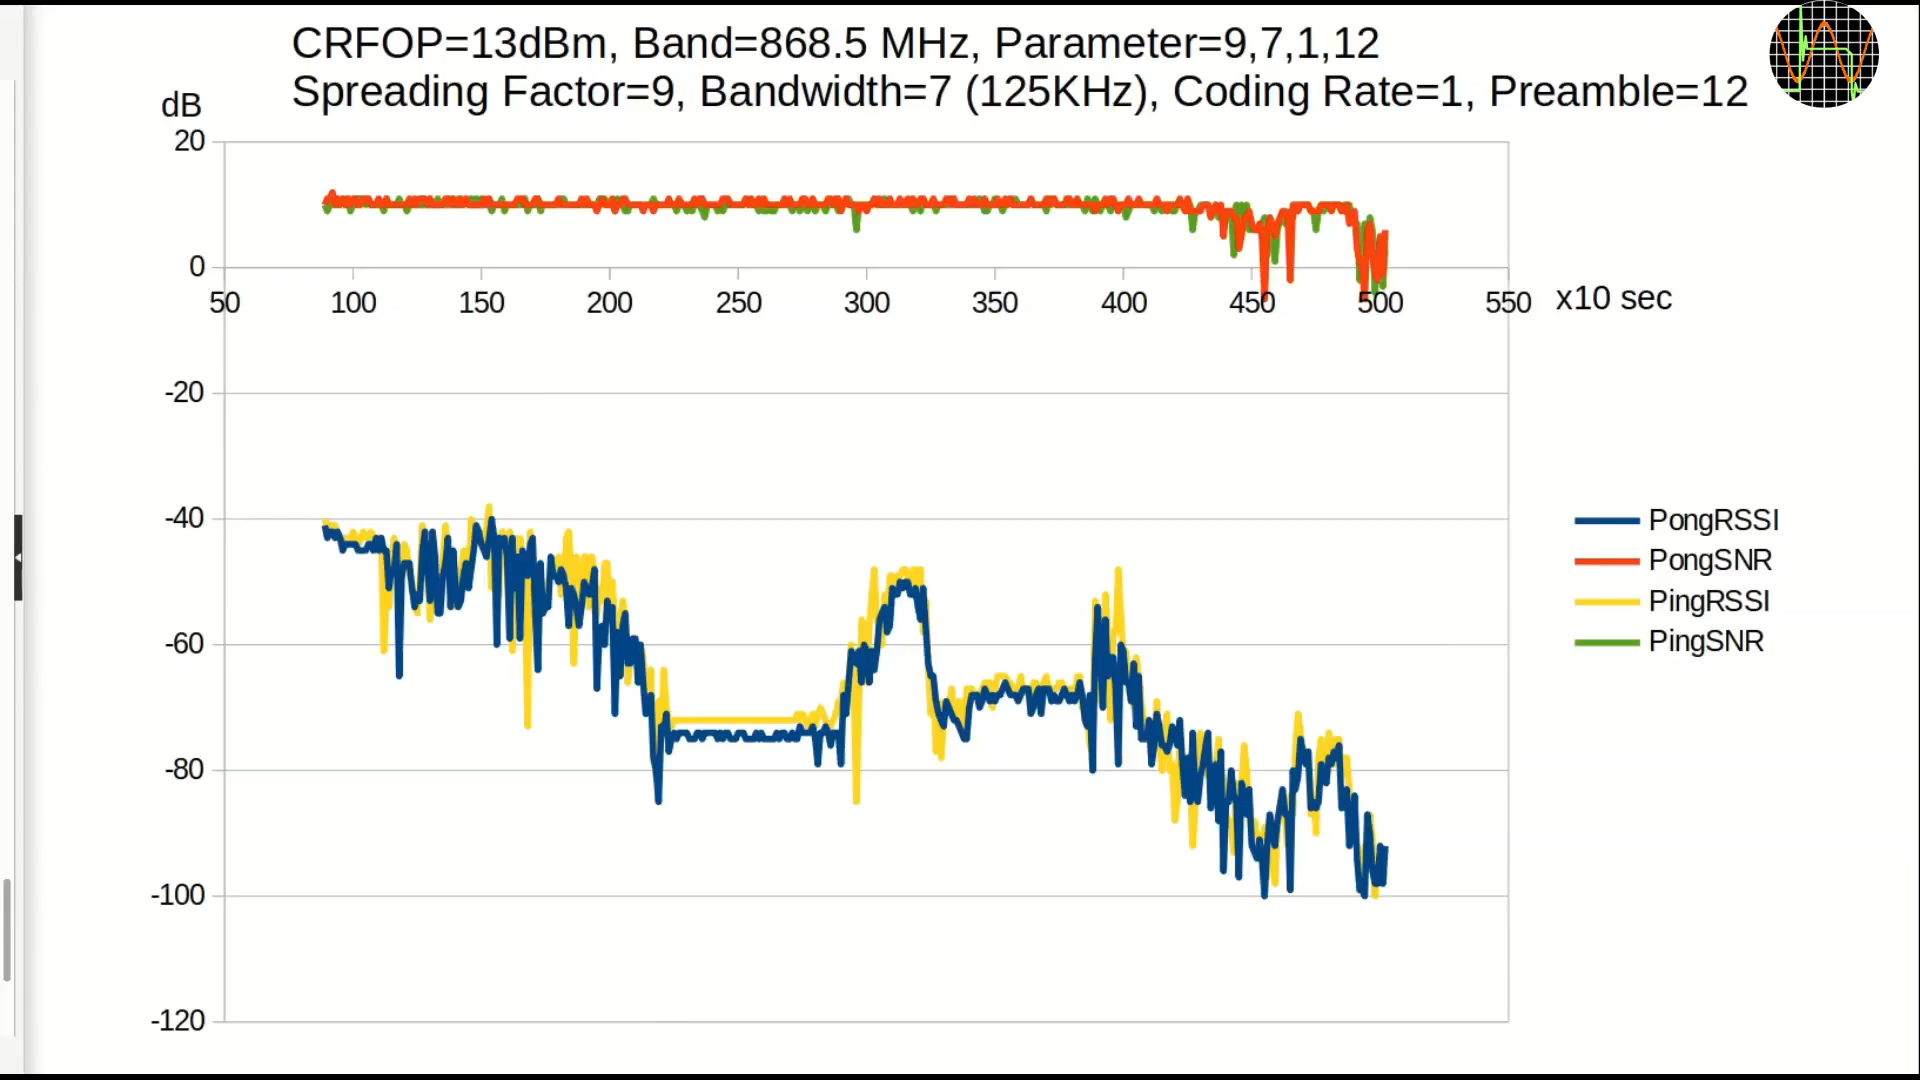 CRFOP=13dBm, Band=868.5 MHz, Parameter=9,7,1,12
Spreading Factor=9, Bandwidth=7 (125KHz), Coding Rate=1, Preamble=12
dB
20
0
50 100 150 200 250 300 350 400 450 500 550 x10 sec
-20
-40
-60
-80
-100
-120
PongRSSI
PongSNR
PingRSSI
PingSNR